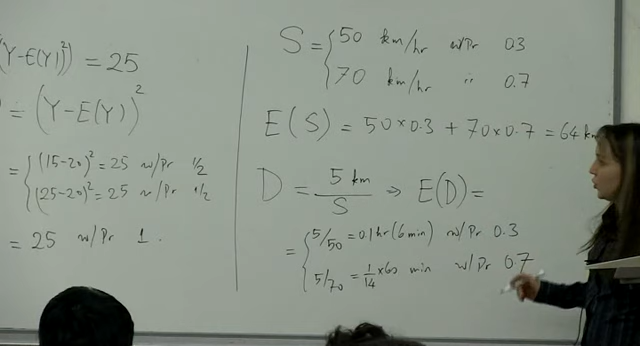 (Y-E(Y))²) = 25
= (Y-E(Y))²
= { (15-20)² = 25 w/Pr 1/2
(25-20)² = 25 w/Pr 1/2
= 25 w/Pr 1.
S = { 50 km/hr w/Pr 0.3
70 km/hr " 0.7
E(S) = 50×0.3 + 70×0.7 = 64 km
D = 5 km / S ⇒ E(D) =
= { 5/50 = 0.1 hr (6 min) w/Pr 0.3
5/70 = 1/14 × 60 min w/Pr 0.7